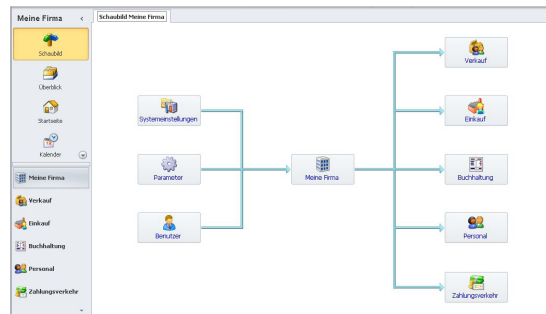 Meine Firma
Schaubild
Überblick
Startseite
Kalender
Meine Firma
Verkauf
Einkauf
Buchhaltung
Personal
Zahlungsverkehr
Schaubild Meine Firma
Systemeinstellungen
Parameter
Benutzer
Meine Firma
Verkauf
Einkauf
Buchhaltung
Personal
Zahlungsverkehr